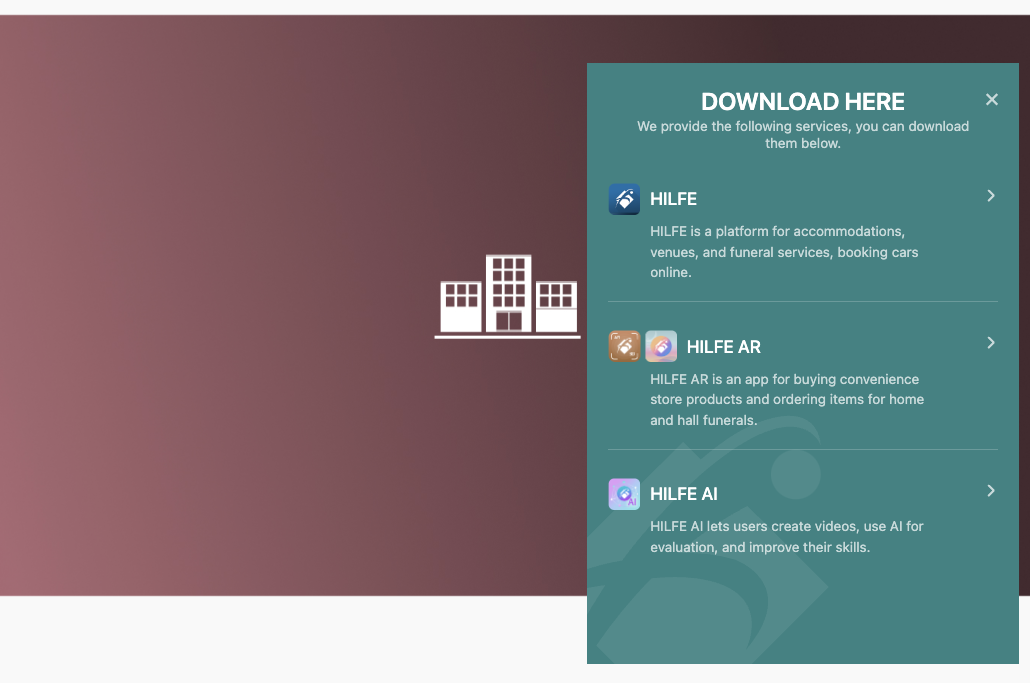 DOWNLOAD HERE
We provide the following services, you can download
them below.
HILFE
HILFE is a platform for accommodations,
venues, and funeral services, booking cars
online.
HILFE AR
HILFE AR is an app for buying convenience
store products and ordering items for home
and hall funerals.
HILFE AI
AI
HILFE AI lets users create videos, use AI for
evaluation, and improve their skills.